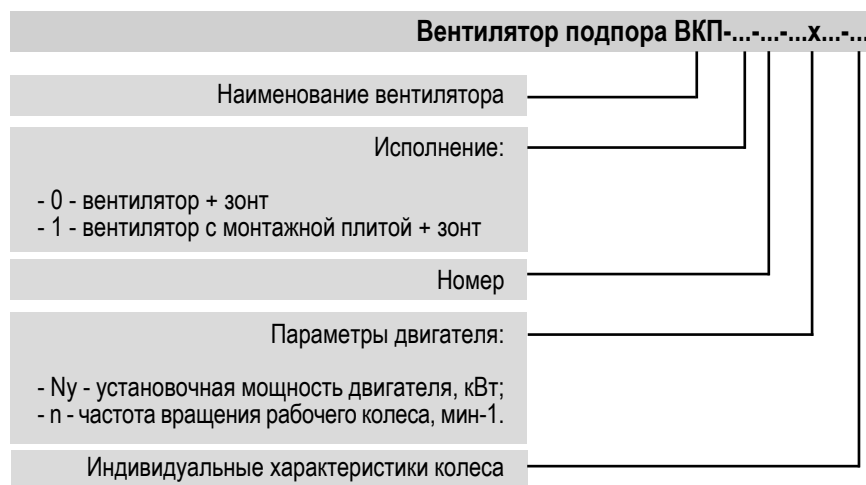 Вентилятор подпора ВКП-...-...-...х...-...
Наименование вентилятора
Исполнение:
- 0 - вентилятор + зонт
- 1 - вентилятор с монтажной плитой + зонт
Номер
Параметры двигателя:
- Ny - установочная мощность двигателя, кВт;
- n - частота вращения рабочего колеса, мин-1.
Индивидуальные характеристики колеса